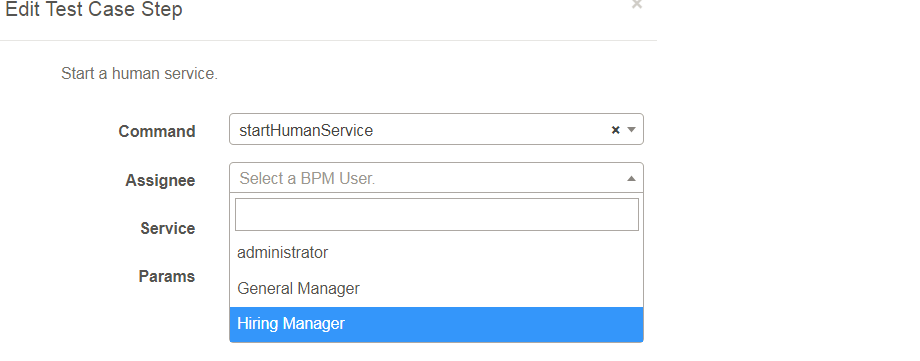 Edit Test Case Step
×
Start a human service.
Command
startHumanService ×
Assignee
Select a BPM User.
Service
administrator
Params
General Manager
Hiring Manager